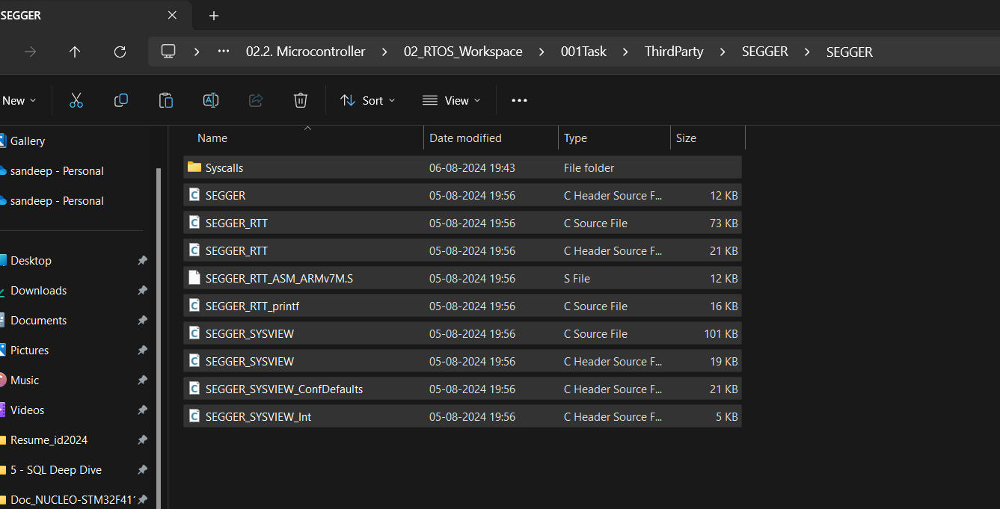 SEGGER
02.2. Microcontroller 02_RTOS_Workspace 001Task ThirdParty SEGGER SEGGER
New Sort View
Name Date modified Type Size
Gallery
sandeep - Personal
sandeep - Personal
Desktop
Downloads
Documents
Pictures
Music
Videos
Resume_id2024
5 - SQL Deep Dive
Doc_NUCLEO-STM32F411
Syscalls 06-08-2024 19:43 File folder
SEGGER 05-08-2024 19:56 C Header Source F... 12 KB
SEGGER_RTT 05-08-2024 19:56 C Source File 73 KB
SEGGER_RTT 05-08-2024 19:56 C Header Source F... 21 KB
SEGGER_RTT_ASM_ARMv7M.S 05-08-2024 19:56 S File 12 KB
SEGGER_RTT_printf 05-08-2024 19:56 C Source File 16 KB
SEGGER_SYSVIEW 05-08-2024 19:56 C Source File 101 KB
SEGGER_SYSVIEW 05-08-2024 19:56 C Header Source F... 19 KB
SEGGER_SYSVIEW_ConfDefaults 05-08-2024 19:56 C Header Source F... 21 KB
SEGGER_SYSVIEW_Int 05-08-2024 19:56 C Header Source F... 5 KB